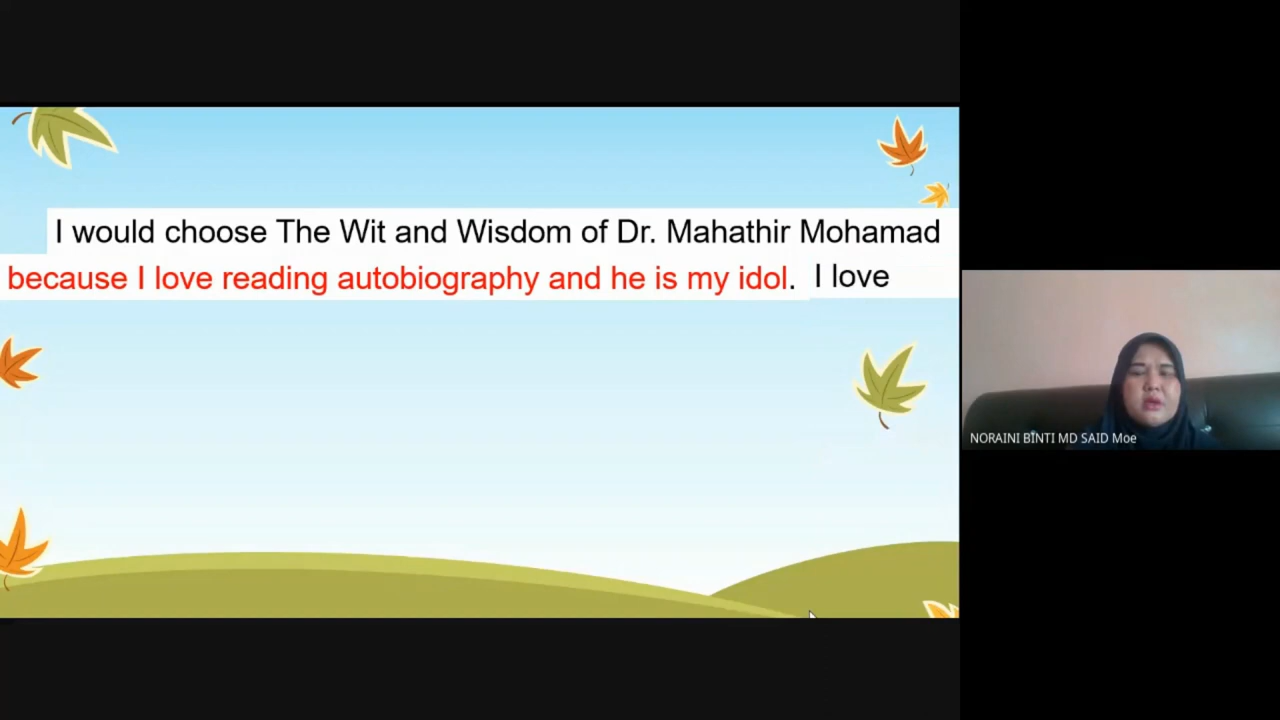 I would choose The Wit and Wisdom of Dr. Mahathir Mohamad
because I love reading autobiography and he is my idol. I love
NORAINI BINTI MD SAID Moe